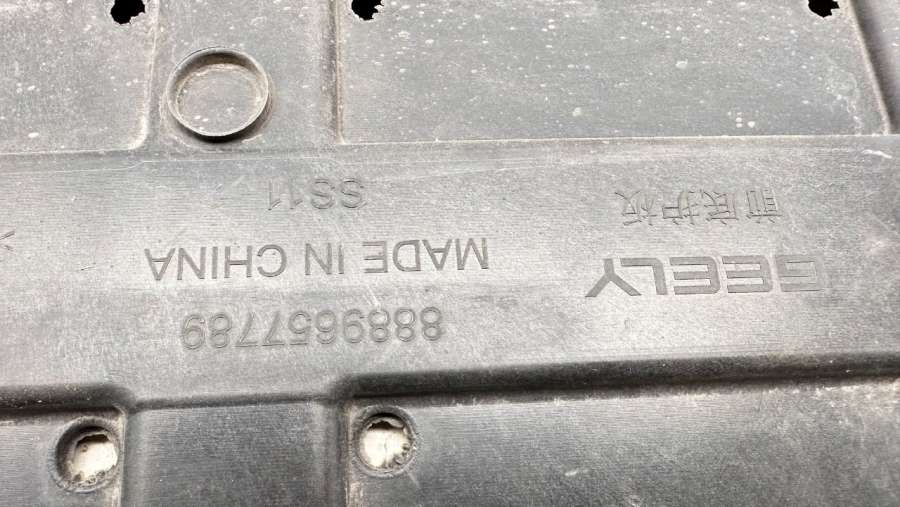 8889657789
GEELY
MADE IN CHINA
前底护板
SS11